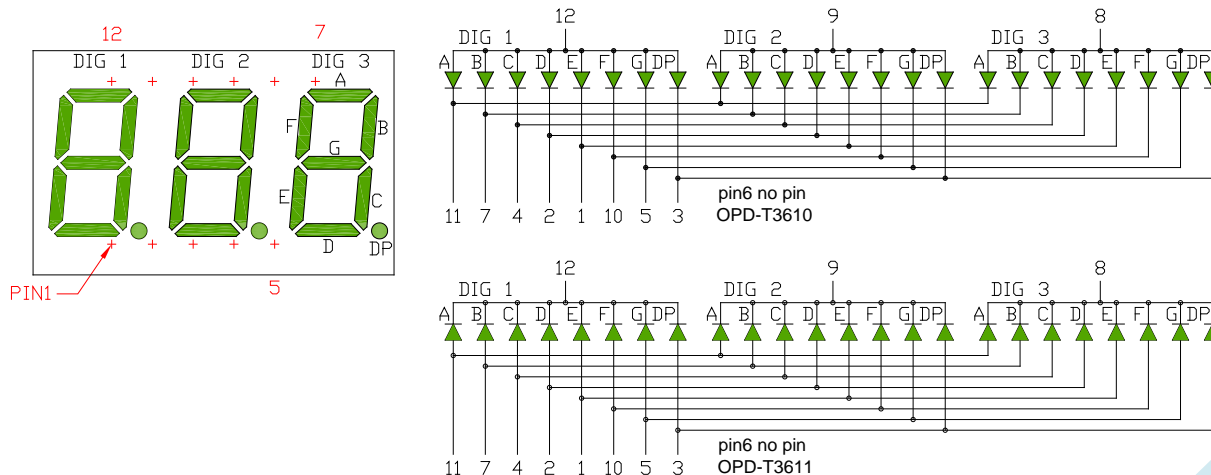 12 7
DIG 1 DIG 2 DIG 3
A
F B
G
E C
D DP
PIN1 5
12 9 8
DIG 1 DIG 2 DIG 3
A B C D E F G DP A B C D E F G DP A B C D E F G DP
11 7 4 2 1 10 5 3
pin6 no pin
OPD-T3610
12 9 8
DIG 1 DIG 2 DIG 3
A B C D E F G DP A B C D E F G DP A B C D E F G DP
11 7 4 2 1 10 5 3
pin6 no pin
OPD-T3611